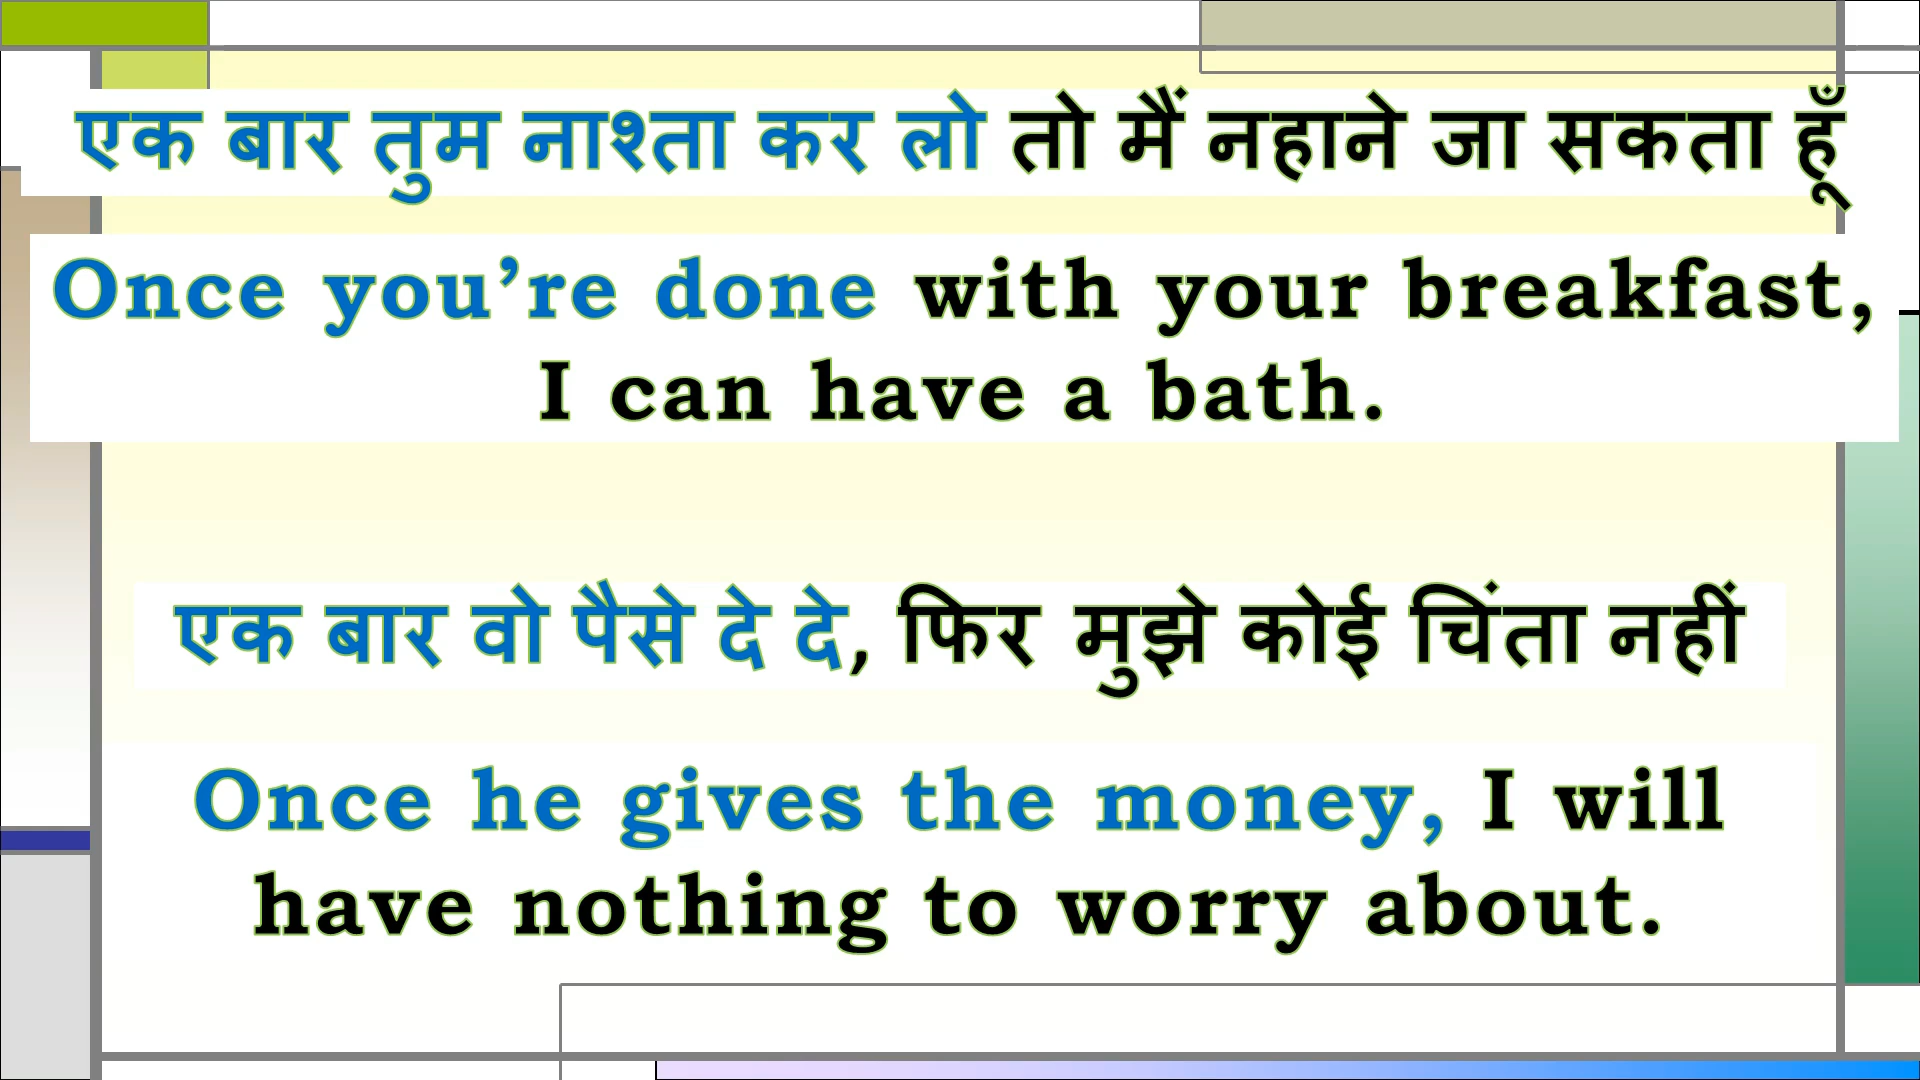 एक बार तुम नाश्ता कर लो तो मैं नहाने जा सकता हूँ
Once you’re done with your breakfast,
I can have a bath.
एक बार वो पैसे दे दे, फिर मुझे कोई चिंता नहीं
Once he gives the money, I will
have nothing to worry about.